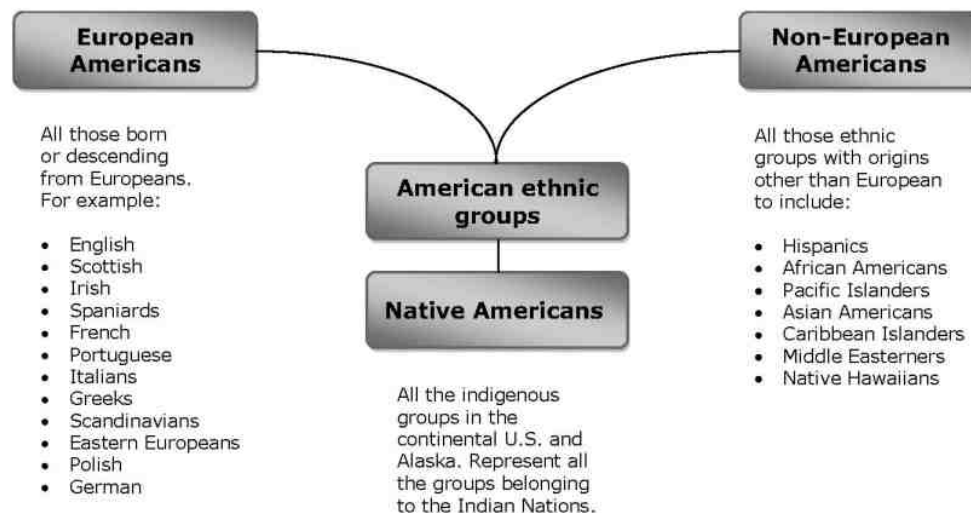 European
Americans
All those born
or descending
from Europeans.
For example:
• English
• Scottish
• Irish
• Spaniards
• French
• Portuguese
• Italians
• Greeks
• Scandinavians
• Eastern Europeans
• Polish
• German
American ethnic
groups
Native Americans
All the indigenous
groups in the
continental U.S. and
Alaska. Represent all
the groups belonging
to the Indian Nations.
Non-European
Americans
All those ethnic
groups with origins
other than European
to include:
• Hispanics
• African Americans
• Pacific Islanders
• Asian Americans
• Caribbean Islanders
• Middle Easterners
• Native Hawaiians